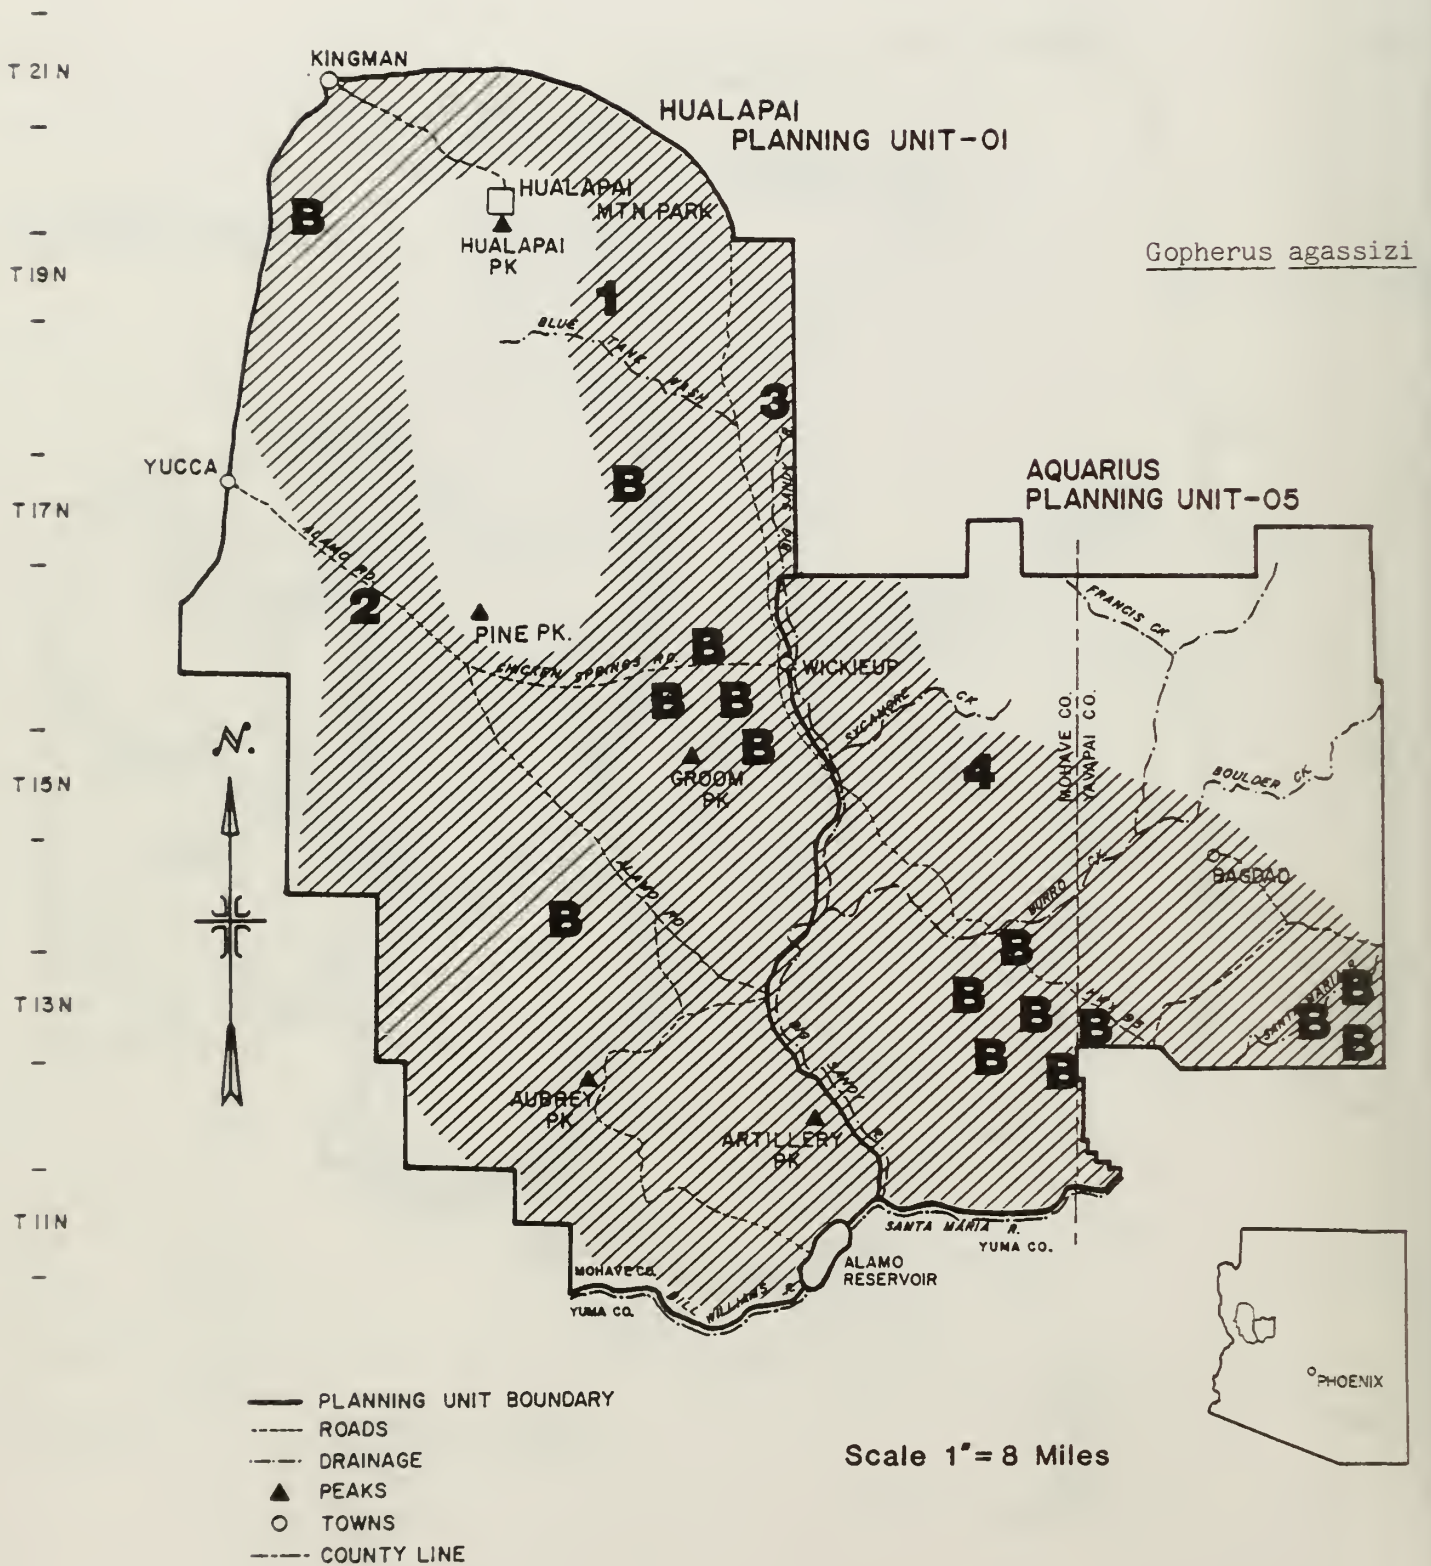 T 21 N
KINGMAN
HUALAPAI
PLANNING UNIT-01
HUALAPAI
MTN PARK
B
HUALAPAI
PK
T 19 N
Gopherus agassizi
1
BLUE TANK WASH
3
YUCCA
B
BIG SANDY R.
AQUARIUS
PLANNING UNIT-05
T 17 N
ALAMO RD.
2
PINE PK.
FRANCIS CK
B
CHICKEN SPRINGS RD.
WICKIEUP
B
B
SYCAMORE CK
MOHAVE CO.
YAVAPAI CO.
N.
B
GROOM
PK
4
BOULDER CK
T 15 N
ALAMO RD
BAGDAD
B
BURRO CK
B
B
B
T 13 N
B
HWY 93
B
SANTA MARIA R.
B
B
B
B
BIG SANDY R.
AUBREY
PK
ARTILLERY
PK
T 11 N
SANTA MARIA R.
YUMA CO.
ALAMO
RESERVOIR
MOHAVE CO.
YUMA CO.
BILL WILLIAMS R.
PHOENIX
PLANNING UNIT BOUNDARY
ROADS
DRAINAGE
PEAKS
TOWNS
COUNTY LINE
Scale 1"= 8 Miles